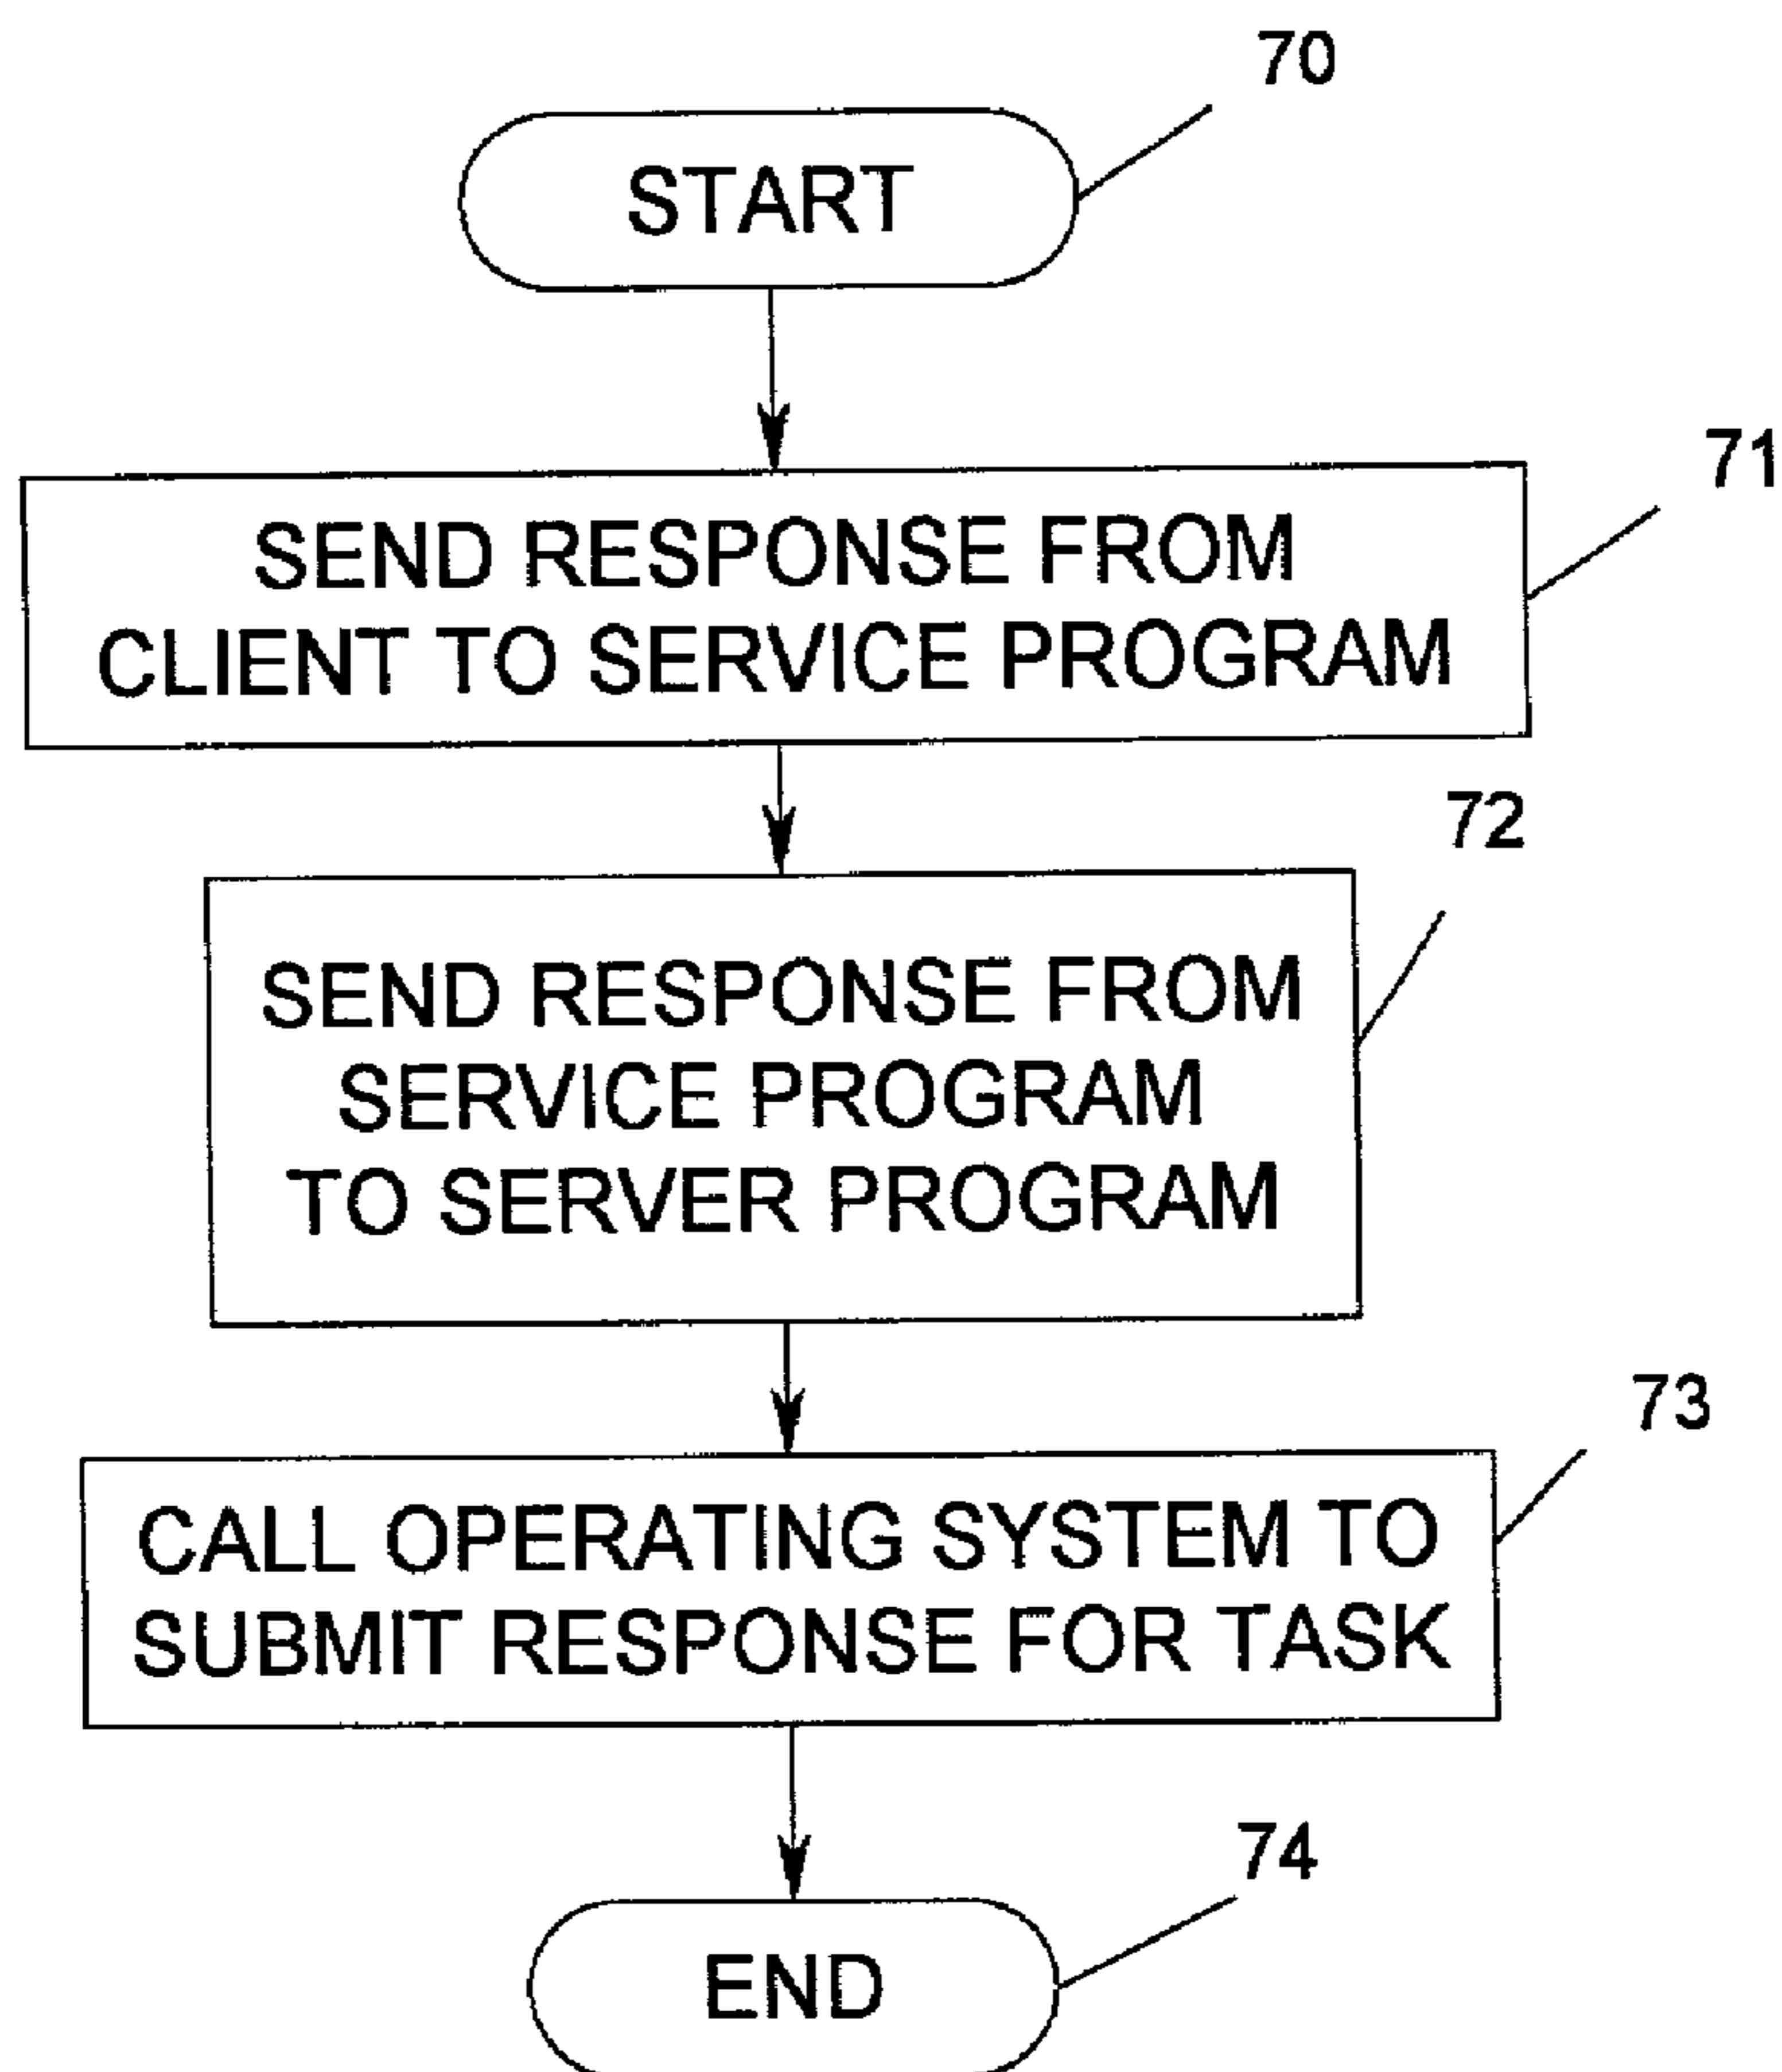 70
START
71
SEND RESPONSE FROM
CLIENT TO SERVICE PROGRAM
72
SEND RESPONSE FROM
SERVICE PROGRAM
TO SERVER PROGRAM
73
CALL OPERATING SYSTEM TO
SUBMIT RESPONSE FOR TASK
74
END